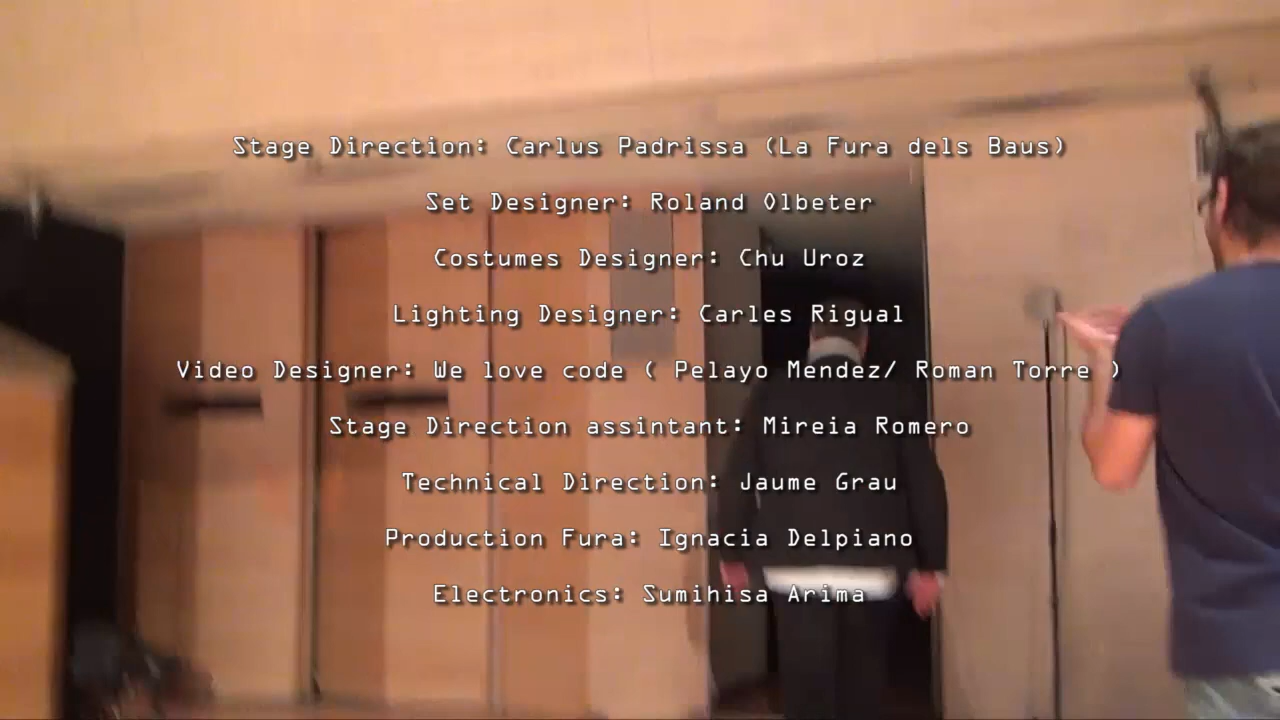 Stage Direction: Carlus Padrissa (La Fura dels Baus)
Set Designer: Roland Olbeter
Costumes Designer: Chu Uroz
Lighting Designer: Carles Rigual
Video Designer: We love code ( Pelayo Mendez/ Roman Torre )
Stage Direction assintant: Mireia Romero
Technical Direction: Jaume Grau
Production Fura: Ignacia Delpiano
Electronics: Sumihisa Arima